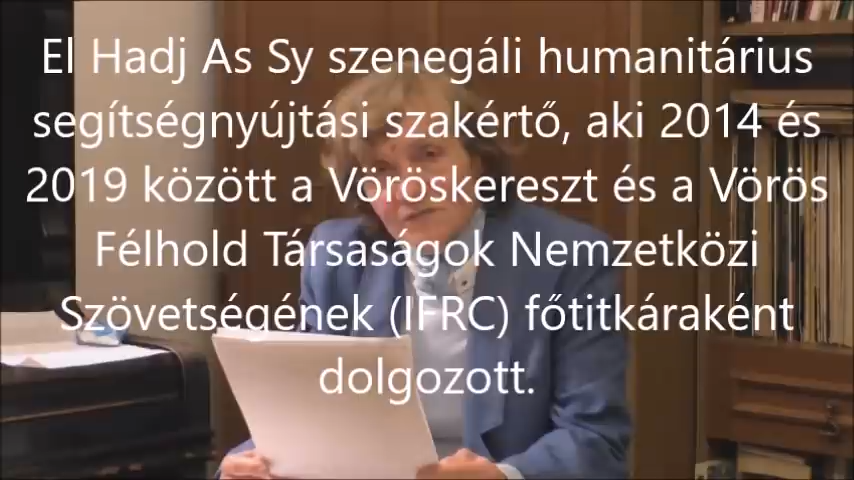 El Hadj As Sy szenegáli humanitárius
segítségnyújtási szakértő, aki 2014 és
2019 között a Vöröskereszt és a Vörös
Félhold Társaságok Nemzetközi
Szövetségének (IFRC) főtitkáraként
dolgozott.